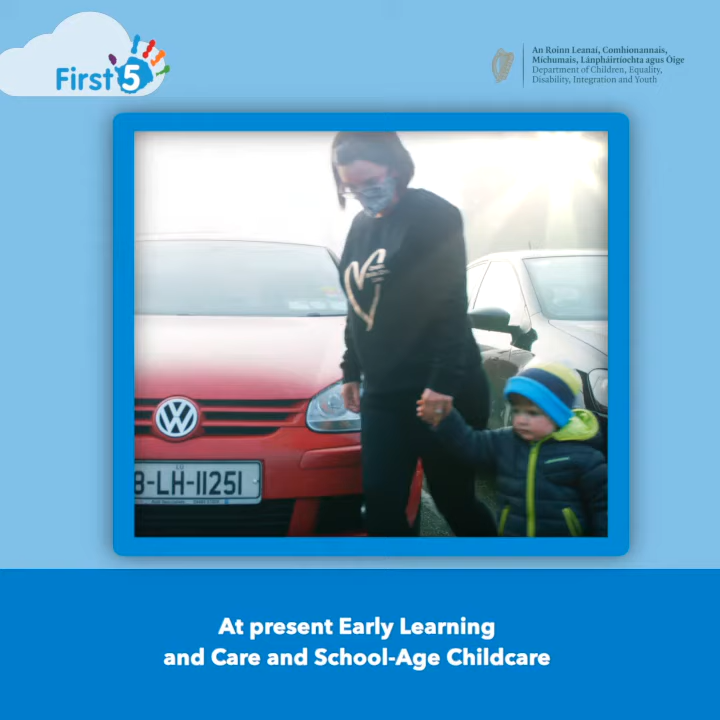 First 5
An Roinn Leanaí, Comhionannais,
Míchumais, Lánpháirtíochta agus Óige
Department of Children, Equality,
Disability, Integration and Youth
8-LH-11251
At present Early Learning
and Care and School-Age Childcare